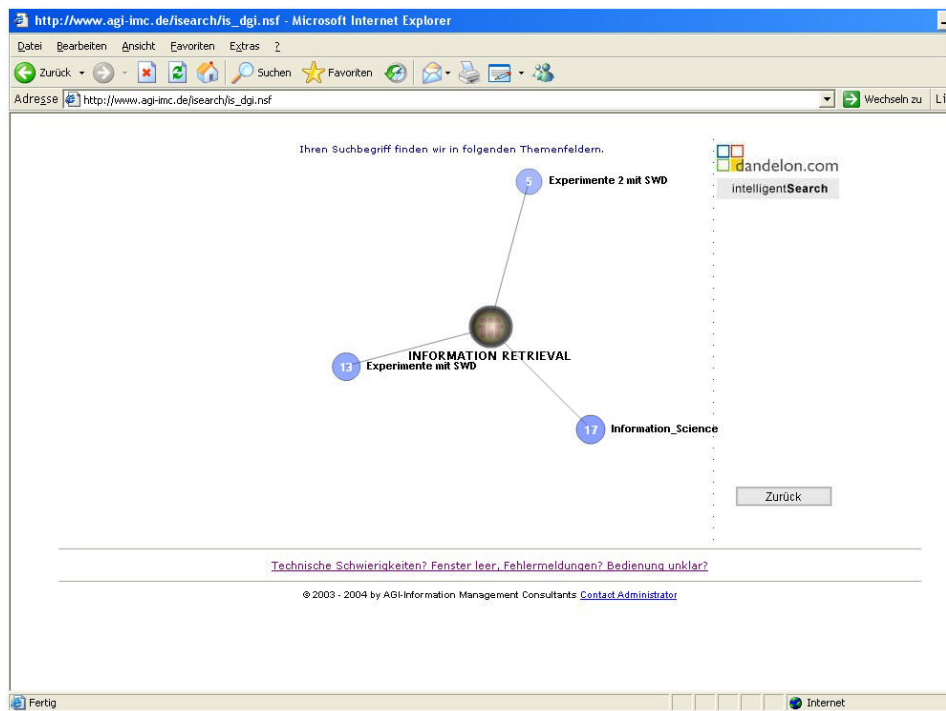 http://www.agi-imc.de/isearch/is_dgi.nsf - Microsoft Internet Explorer
Datei Bearbeiten Ansicht Favoriten Extras ?
Zurück Suchen Favoriten
Adresse http://www.agi-imc.de/isearch/is_dgi.nsf Wechseln zu Li
Ihren Suchbegriff finden wir in folgenden Themenfeldern.
dandelon.com
intelligentSearch
5 Experimente 2 mit SWD
INFORMATION RETRIEVAL
13 Experimente mit SWD
17 Information_Science
Zurück
Technische Schwierigkeiten? Fenster leer, Fehlermeldungen? Bedienung unklar?
© 2003 - 2004 by AGI-Information Management Consultants Contact Administrator
Fertig Internet